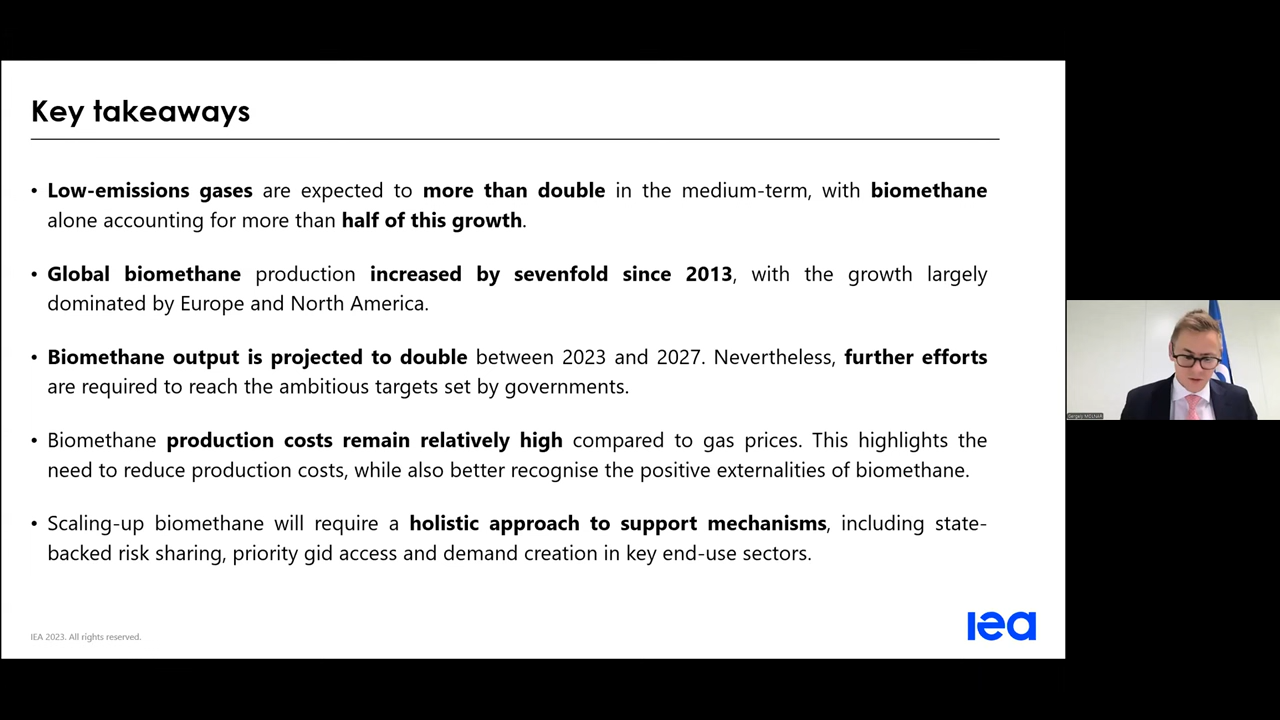 Key takeaways
• Low-emissions gases are expected to more than double in the medium-term, with biomethane
alone accounting for more than half of this growth.
• Global biomethane production increased by sevenfold since 2013, with the growth largely
dominated by Europe and North America.
• Biomethane output is projected to double between 2023 and 2027. Nevertheless, further efforts
are required to reach the ambitious targets set by governments.
• Biomethane production costs remain relatively high compared to gas prices. This highlights the
need to reduce production costs, while also better recognise the positive externalities of biomethane.
• Scaling-up biomethane will require a holistic approach to support mechanisms, including state-
backed risk sharing, priority gid access and demand creation in key end-use sectors.
IEA 2023. All rights reserved.
iea
Gergely MOLNAR